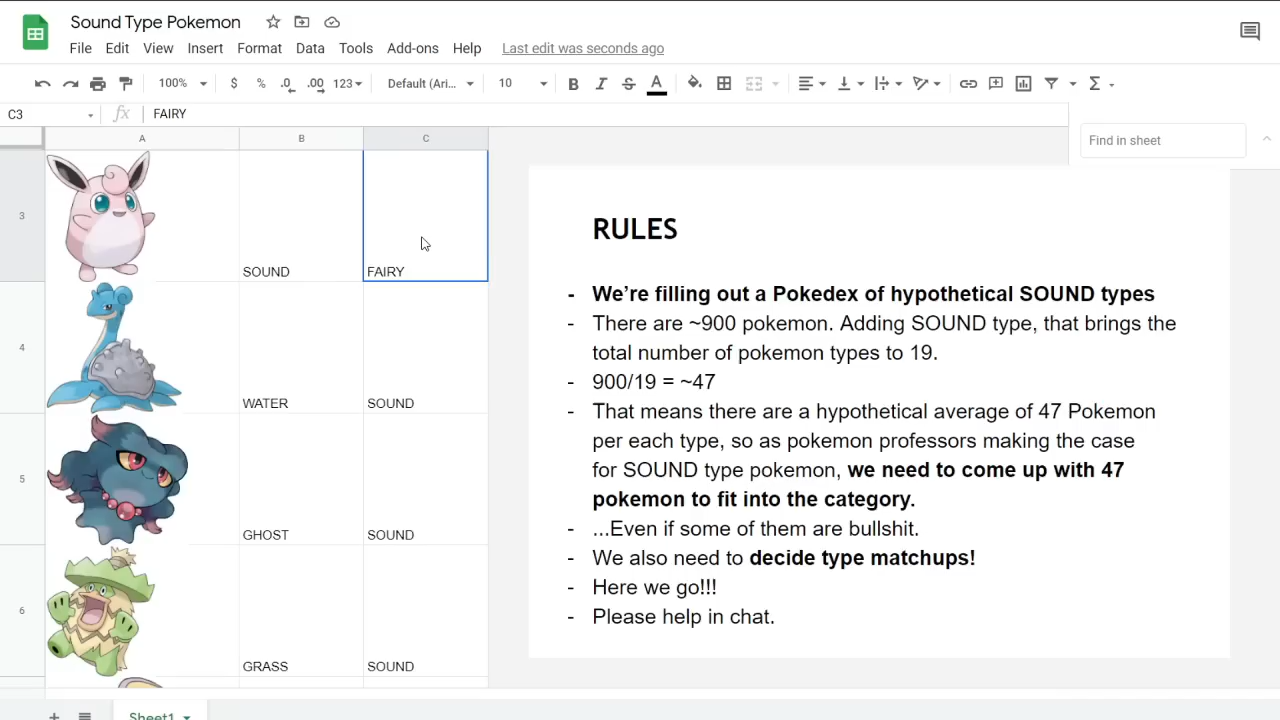 Sound Type Pokemon
File Edit View Insert Format Data Tools Add-ons Help Last edit was seconds ago
100% $ % .0 .00 123 Default (Ari... 10 B I S A Σ
C3 fx FAIRY
Find in sheet
A B C
3 SOUND FAIRY
4 WATER SOUND
5 GHOST SOUND
6 GRASS SOUND
RULES
- We’re filling out a Pokedex of hypothetical SOUND types
- There are ~900 pokemon. Adding SOUND type, that brings the
total number of pokemon types to 19.
- 900/19 = ~47
- That means there are a hypothetical average of 47 Pokemon
per each type, so as pokemon professors making the case
for SOUND type pokemon, we need to come up with 47
pokemon to fit into the category.
- ...Even if some of them are bullshit.
- We also need to decide type matchups!
- Here we go!!!
- Please help in chat.
+ Sheet1